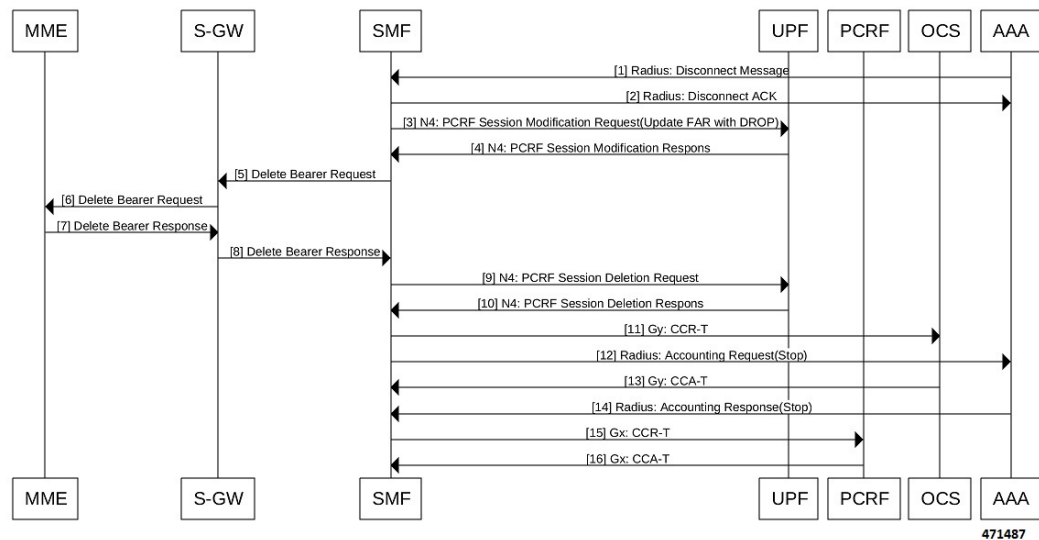 MME S-GW SMF UPF PCRF OCS AAA
[1] Radius: Disconnect Message
[2] Radius: Disconnect ACK
[3] N4: PCRF Session Modification Request(Update FAR with DROP)
[4] N4: PCRF Session Modification Respons
[5] Delete Bearer Request
[6] Delete Bearer Request
[7] Delete Bearer Response
[8] Delete Bearer Response
[9] N4: PCRF Session Deletion Request
[10] N4: PCRF Session Deletion Respons
[11] Gy: CCR-T
[12] Radius: Accounting Request(Stop)
[13] Gy: CCA-T
[14] Radius: Accounting Response(Stop)
[15] Gx: CCR-T
[16] Gx: CCA-T
MME S-GW SMF UPF PCRF OCS AAA
471487